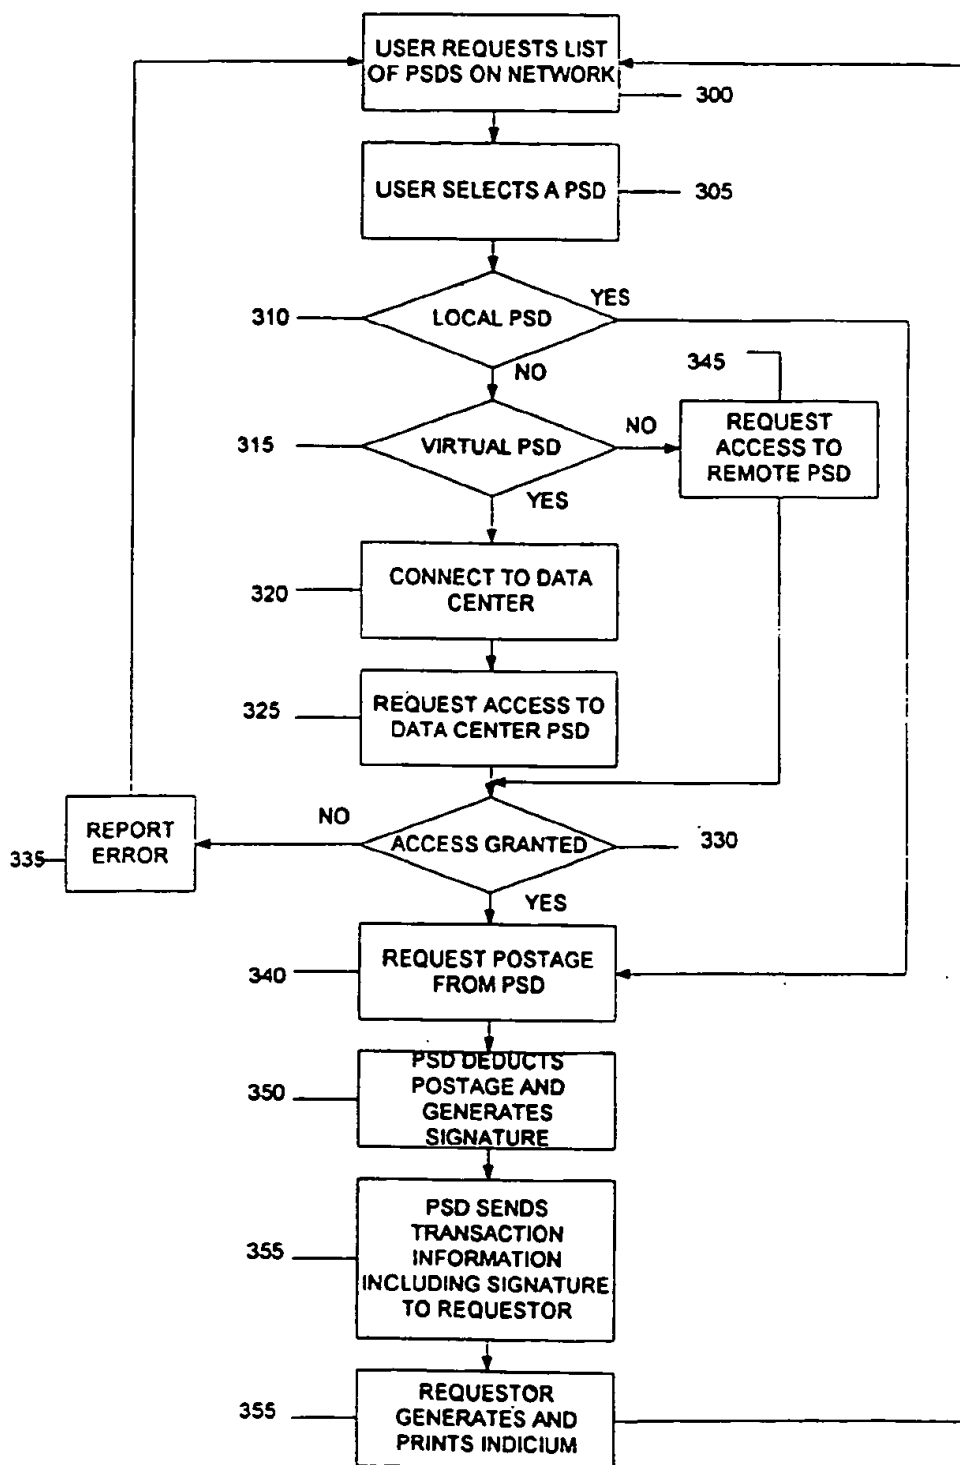 USER REQUESTS LIST
OF PSDS ON NETWORK
300
USER SELECTS A PSD
305
310
LOCAL PSD
YES
NO
345
315
VIRTUAL PSD
NO
REQUEST
ACCESS TO
REMOTE PSD
YES
320
CONNECT TO DATA
CENTER
325
REQUEST ACCESS TO
DATA CENTER PSD
NO
REPORT
ERROR
335
ACCESS GRANTED
330
YES
340
REQUEST POSTAGE
FROM PSD
350
PSD DEDUCTS
POSTAGE AND
GENERATES
SIGNATURE
355
PSD SENDS
TRANSACTION
INFORMATION
INCLUDING SIGNATURE
TO REQUESTOR
355
REQUESTOR
GENERATES AND
PRINTS INDICIUM